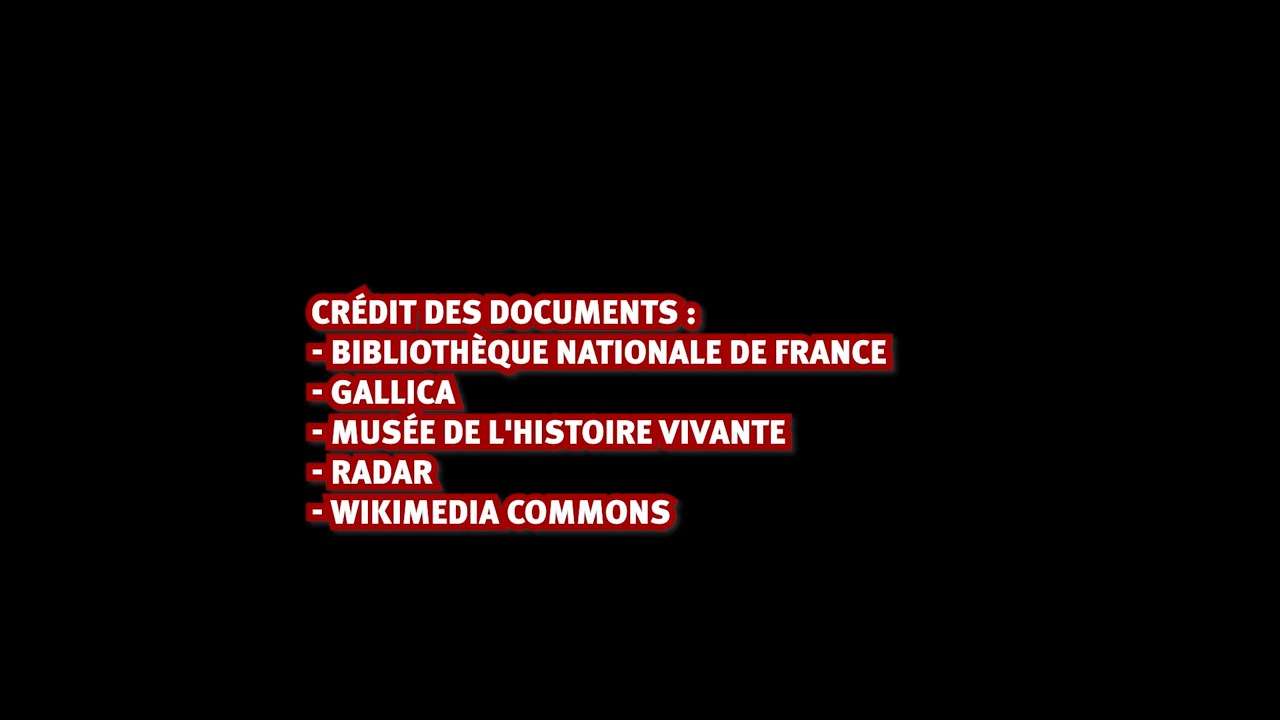 CRÉDIT DES DOCUMENTS :
- BIBLIOTHÈQUE NATIONALE DE FRANCE
- GALLICA
- MUSÉE DE L'HISTOIRE VIVANTE
- RADAR
- WIKIMEDIA COMMONS